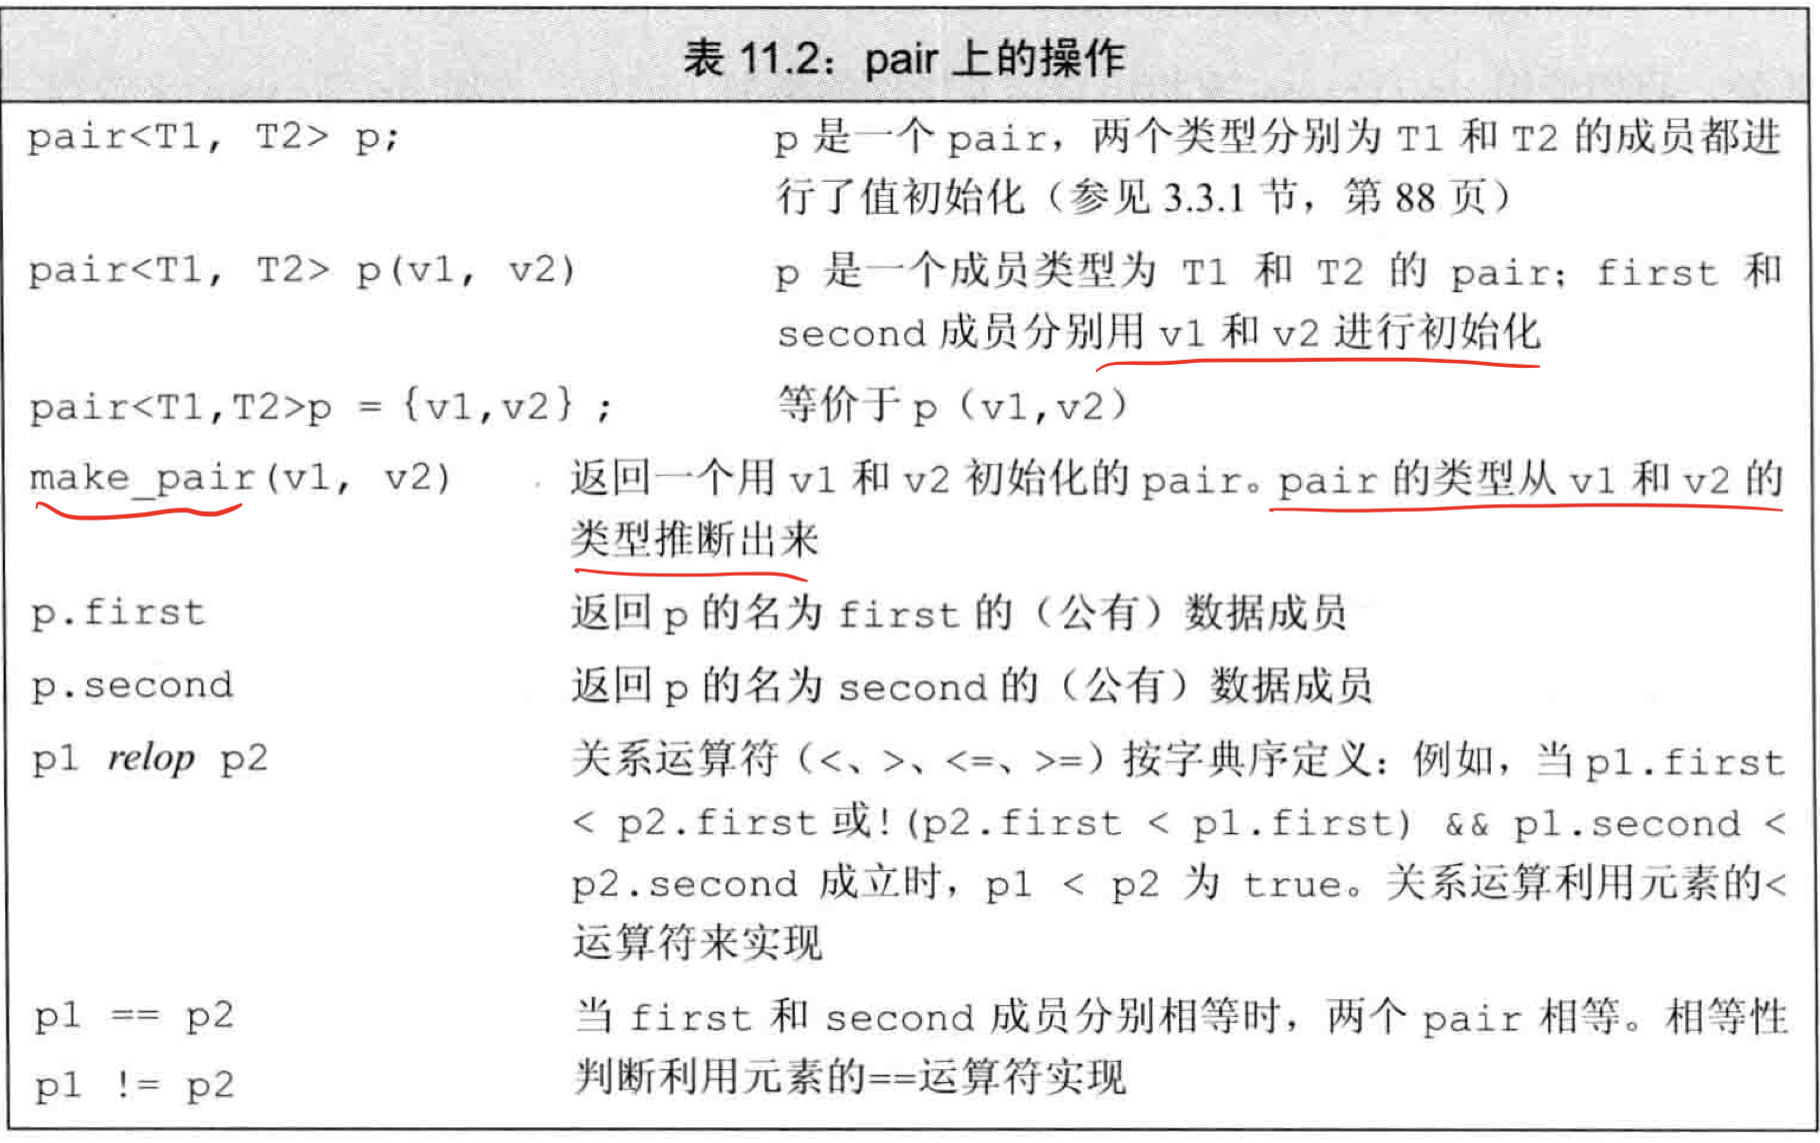 表 11.2：pair 上的操作
pair<T1, T2> p; p 是一个 pair，两个类型分别为 T1 和 T2 的成员都进
行了值初始化（参见 3.3.1 节，第 88 页）
pair<T1, T2> p(v1, v2) p 是一个成员类型为 T1 和 T2 的 pair；first 和
second 成员分别用 v1 和 v2 进行初始化
pair<T1,T2>p = {v1,v2} ; 等价于 p（v1,v2）
make_pair(v1, v2) 返回一个用 v1 和 v2 初始化的 pair。pair 的类型从 v1 和 v2 的
类型推断出来
p.first 返回 p 的名为 first 的（公有）数据成员
p.second 返回 p 的名为 second 的（公有）数据成员
p1 relop p2 关系运算符（<、>、<=、>=）按字典序定义：例如，当 p1.first
< p2.first 或!(p2.first < p1.first) && p1.second <
p2.second 成立时，p1 < p2 为 true。关系运算利用元素的<
运算符来实现
p1 == p2 当 first 和 second 成员分别相等时，两个 pair 相等。相等性
p1 != p2 判断利用元素的==运算符实现